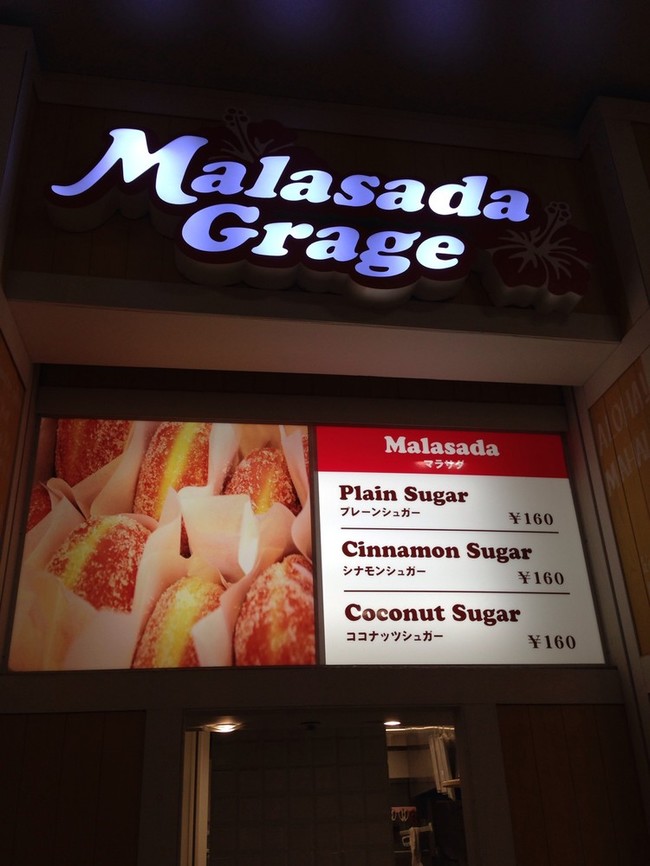 Malasada
Grage
Malasada
マラサダ
Plain Sugar
プレーンシュガー
¥160
Cinnamon Sugar
シナモンシュガー
¥160
Coconut Sugar
ココナッツシュガー
¥160
ALOHA!